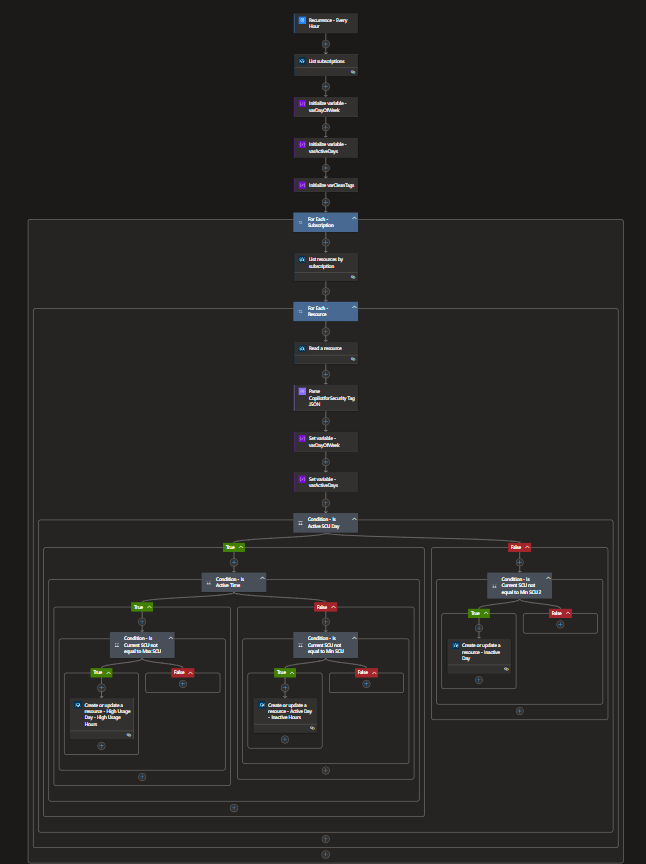 Recurrence - Every
Hour
List subscriptions
Initialize variable -
varDayOfWeek
Initialize variable -
varActiveDays
Initialize varCleanTags
For Each -
Subscription
List resources by
subscription
For Each -
Resource
Read a resource
Parse
CopilotforSecurity Tag
JSON
Set variable -
varDayOfWeek
Set variable -
varActiveDays
Condition - Is
Active SCU Day
True
False
Condition - Is
Active Time
Condition - Is
Current SCU not
equal to Min SCU 2
True
False
True
False
Condition - Is
Current SCU not
equal to Max SCU
Condition - Is
Current SCU not
equal to Min SCU
Create or update a
resource - Inactive
Day
True
False
True
False
Create or update a
resource - High Usage
Day - High Usage
Hours
Create or update a
resource - Active Day
- Inactive Hours